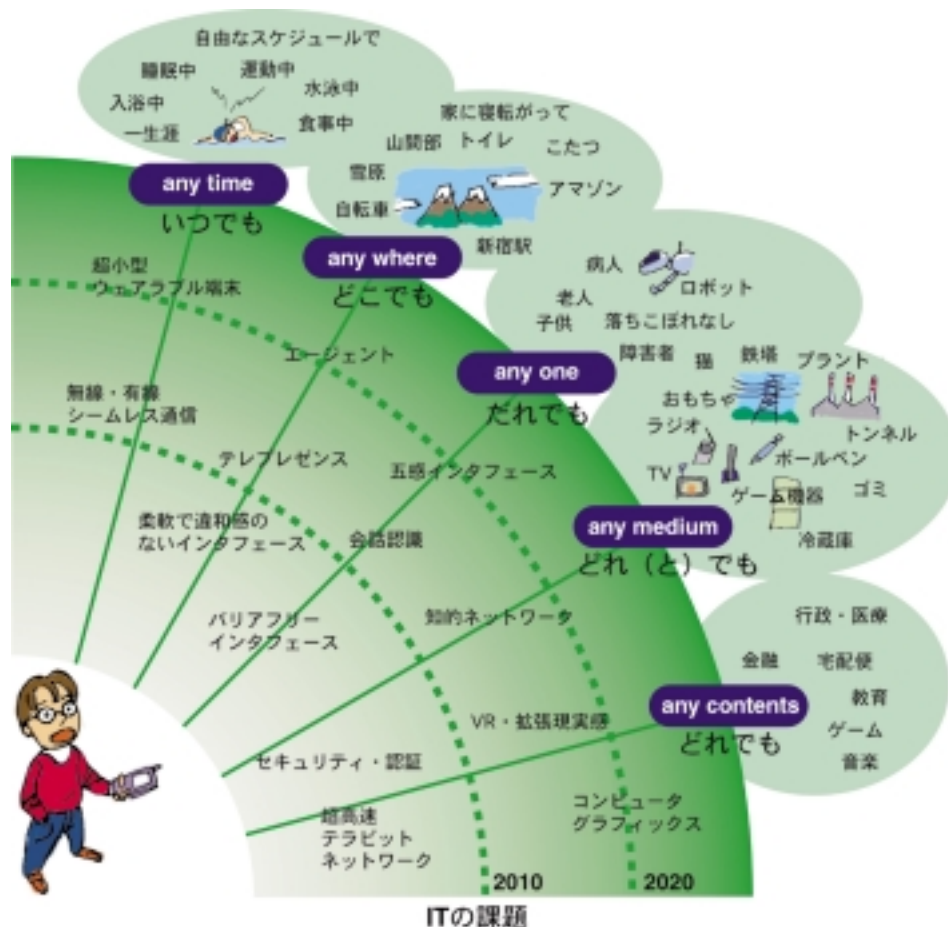 自由なスケジュールで
睡眠中
運動中
入浴中
水泳中
一生涯
食事中
any time
いつでも
家に寝転がって
山間部
トイレ
こたつ
雪原
アマゾン
自転車
新宿駅
any where
どこでも
病人
ロボット
老人
子供
落ちこぼれなし
any one
だれでも
障害者
猫
鉄塔
プラント
おもちゃ
ラジオ
トンネル
TV
ボールペン
ゲーム機器
ゴミ
冷蔵庫
any medium
どれ（と）でも
行政・医療
金融
宅配便
教育
ゲーム
音楽
any contents
どれでも
超小型
ウェアラブル端末
エージェント
無線・有線
シームレス通信
テレプレゼンス
五感インタフェース
柔軟で違和感の
ないインタフェース
会話認識
バリアフリー
インタフェース
知的ネットワータ
VR・拡張現実感
セキュリティ・認証
超高速
テラビット
ネットワーク
コンピュータ
グラフィックス
2010
2020
ITの課題